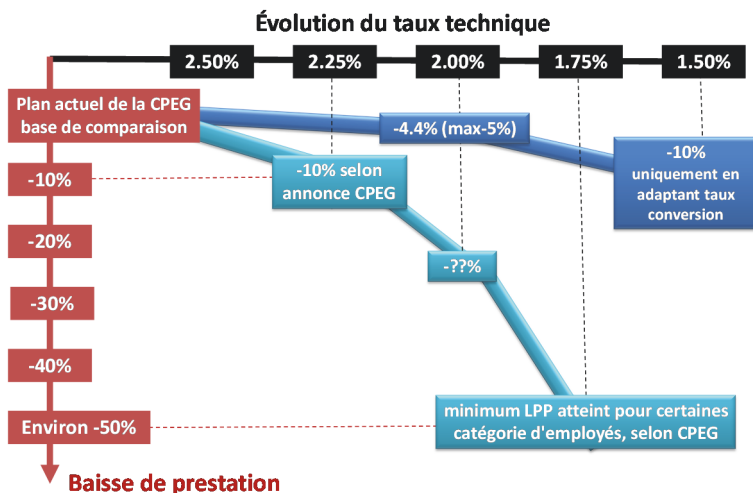 Évolution du taux technique
2.50% 2.25% 2.00% 1.75% 1.50%
Plan actuel de la CPEG
base de comparaison
-4.4% (max-5%)
-10%
uniquement en
adaptant taux
conversion
-10% selon
annonce CPEG
-10%
-20%
-??%
-30%
-40%
minimum LPP atteint pour certaines
catégorie d'employés, selon CPEG
Environ -50%
Baisse de prestation